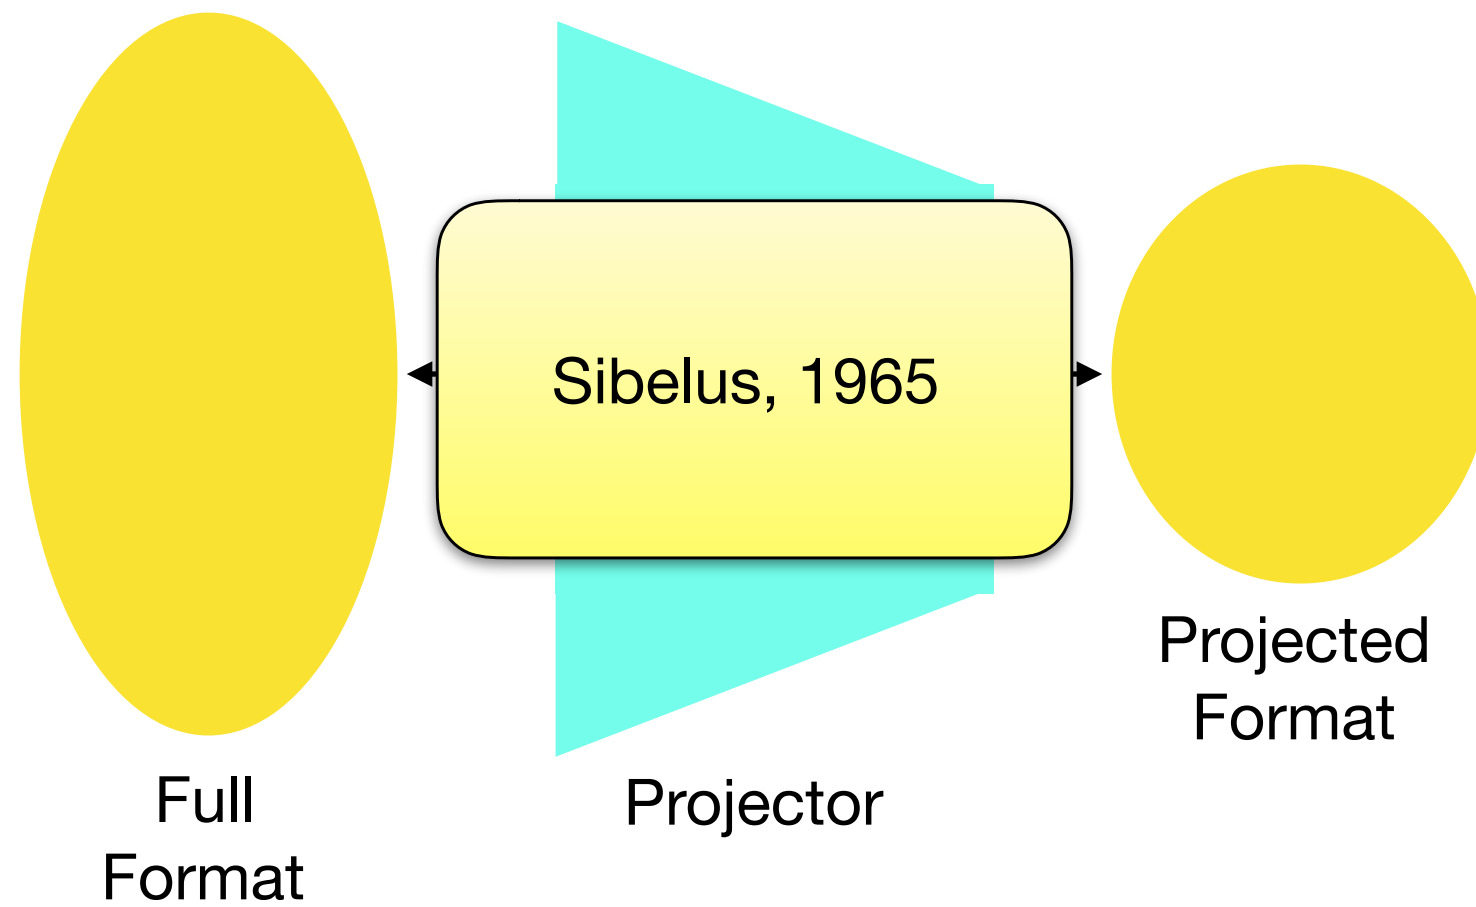 Sibelus, 1965
Projected
Format
Full
Format
Projector